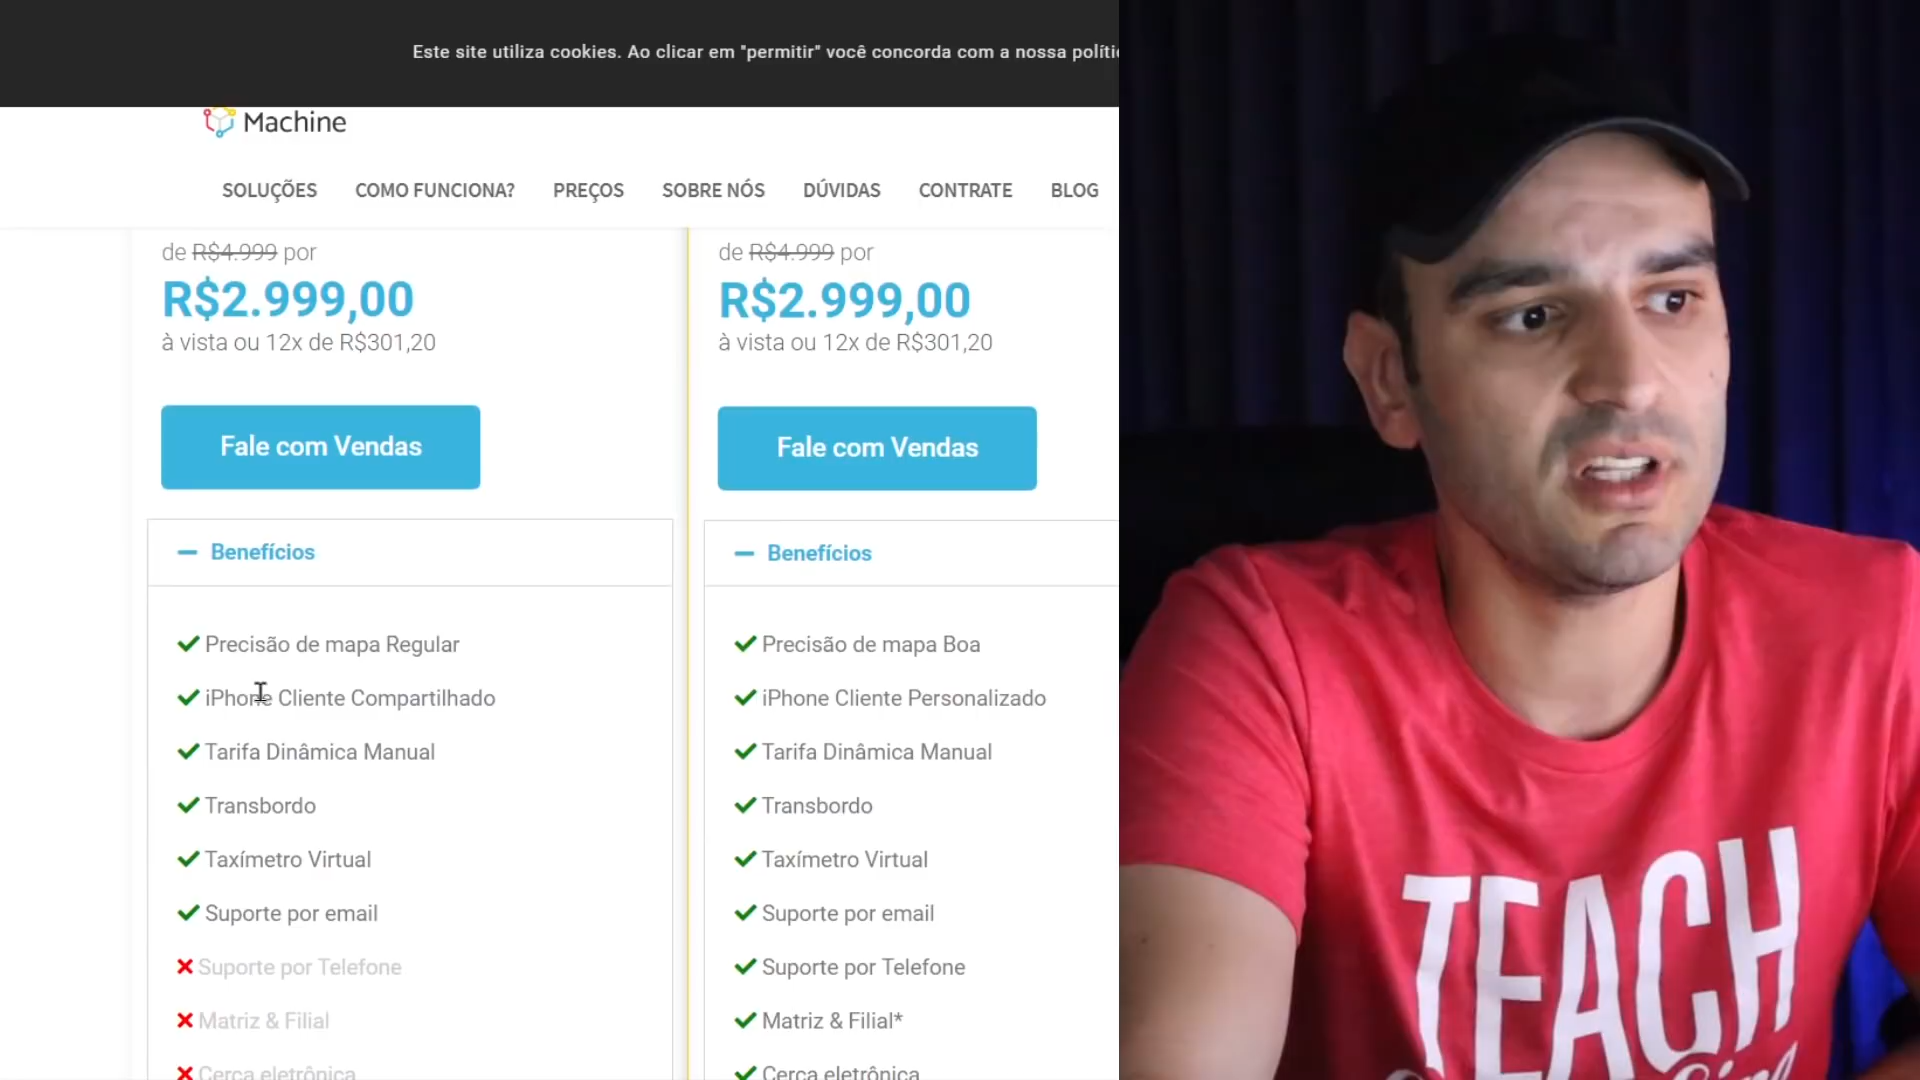 Este site utiliza cookies. Ao clicar em "permitir" você concorda com a nossa políti
Machine
SOLUÇÕES COMO FUNCIONA? PREÇOS SOBRE NÓS DÚVIDAS CONTRATE BLOG
de R$4.999 por
R$2.999,00
à vista ou 12x de R$301,20
Fale com Vendas
Benefícios
Precisão de mapa Regular
iPhone Cliente Compartilhado
Tarifa Dinâmica Manual
Transbordo
Taxímetro Virtual
Suporte por email
Suporte por Telefone
Matriz & Filial
Cerca eletrônica
de R$4.999 por
R$2.999,00
à vista ou 12x de R$301,20
Fale com Vendas
Benefícios
Precisão de mapa Boa
iPhone Cliente Personalizado
Tarifa Dinâmica Manual
Transbordo
Taxímetro Virtual
Suporte por email
Suporte por Telefone
Matriz & Filial*
Cerca eletrônica
TEACH